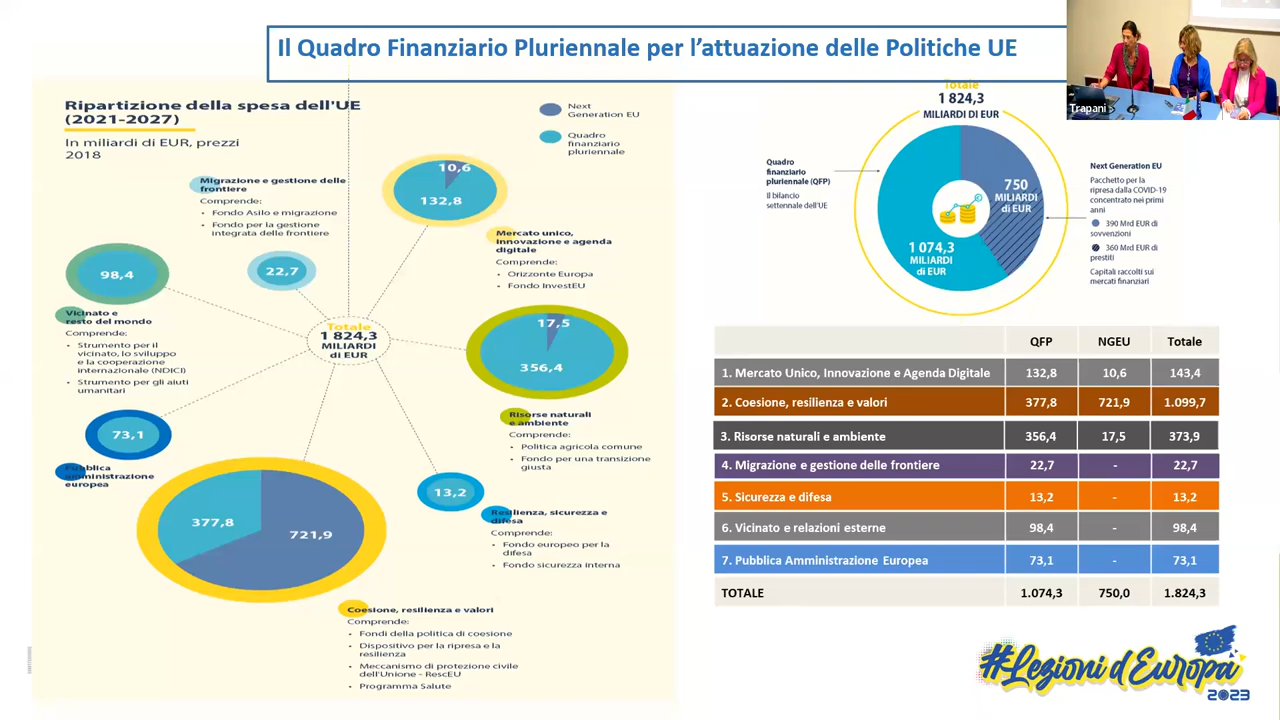 Il Quadro Finanziario Pluriennale per l'attuazione delle Politiche UE
Trapani
Ripartizione della spesa dell'UE
(2021-2027)
In miliardi di EUR, prezzi
2018
Next
Generation EU
Quadro
finanziario
pluriennale
Migrazione e gestione delle
frontiere
Comprende:
• Fondo Asilo e migrazione
• Fondo per la gestione
integrata delle frontiere
10,6
132,8
Mercato unico,
innovazione e agenda
digitale
Comprende:
• Orizzonte Europa
• Fondo InvestEU
98,4
22,7
Vicinato e
resto del mondo
Comprende:
• Strumento per il
vicinato, lo sviluppo
e la cooperazione
internazionale (NDICI)
• Strumento per gli aiuti
umanitari
Totale
1 824,3
MILIARDI
di EUR
17,5
356,4
Risorse naturali
e ambiente
Comprende:
• Politica agricola comune
• Fondo per una transizione
giusta
73,1
Pubblica
amministrazione
europea
377,8
721,9
13,2
Resilienza, sicurezza e
difesa
Comprende:
• Fondo europeo per la
difesa
• Fondo sicurezza interna
Coesione, resilienza e valori
Comprende:
• Fondi della politica di coesione
• Dispositivo per la ripresa e la
resilienza
• Meccanismo di protezione civile
dell'Unione - RescEU
• Programma Salute
Totale
1 824,3
MILIARDI DI EUR
Quadro
finanziario
pluriennale (QFP)
Il bilancio
settennale dell'UE
750
MILIARDI
di EUR
1 074,3
MILIARDI
di EUR
Next Generation EU
Pacchetto per la
ripresa dalla COVID-19
concentrato nei primi
anni
390 Mrd EUR di
sovvenzioni
360 Mrd EUR di
prestiti
Capitali raccolti sui
mercati finanziari
QFP NGEU Totale
1. Mercato Unico, Innovazione e Agenda Digitale 132,8 10,6 143,4
2. Coesione, resilienza e valori 377,8 721,9 1.099,7
3. Risorse naturali e ambiente 356,4 17,5 373,9
4. Migrazione e gestione delle frontiere 22,7 - 22,7
5. Sicurezza e difesa 13,2 - 13,2
6. Vicinato e relazioni esterne 98,4 - 98,4
7. Pubblica Amministrazione Europea 73,1 - 73,1
TOTALE 1.074,3 750,0 1.824,3
#Lezioni d'Europa
2023